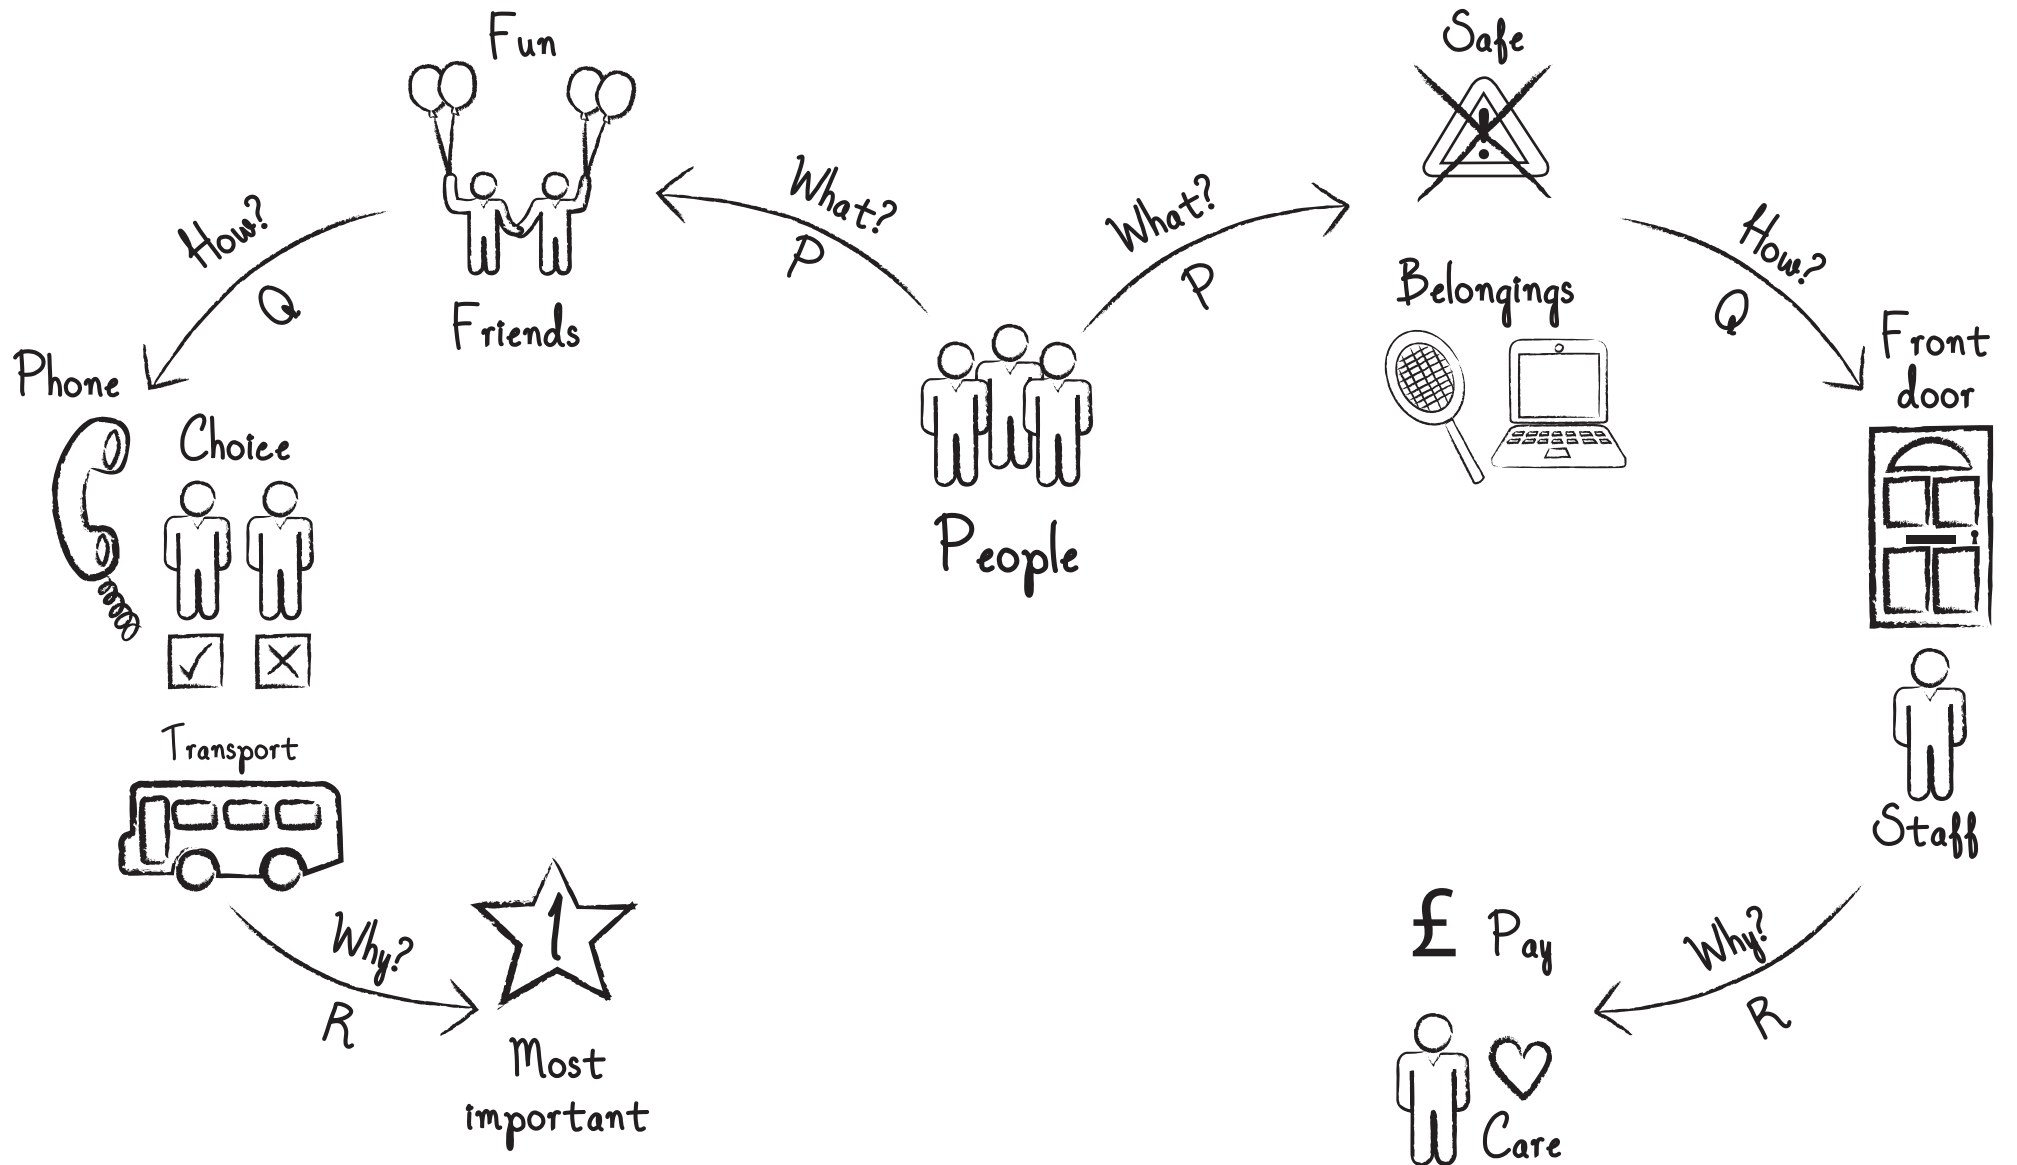 Fun
Safe
What?
What?
How?
How?
P
P
Q
Q
Belongings
Friends
Phone
Front
door
Choice
People
Transport
Staff
1
£ Pay
Why?
Why?
R
R
Most
important
Care